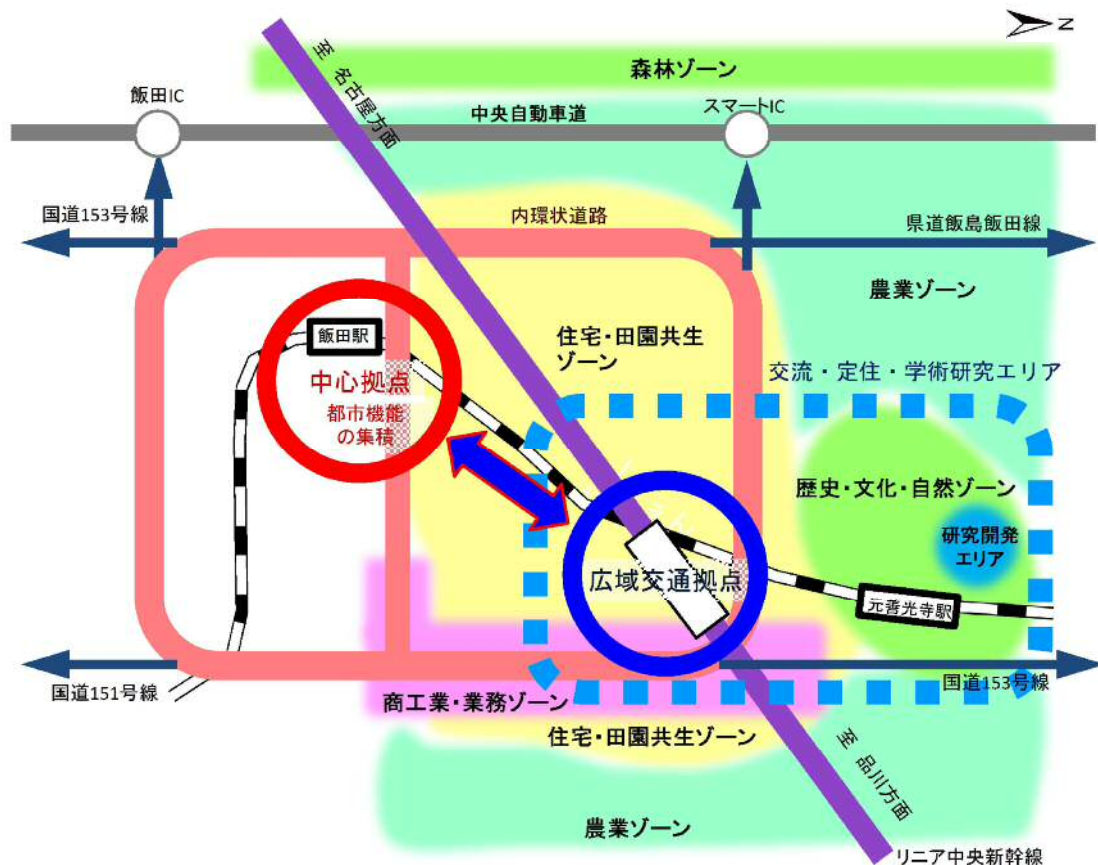 N
至 名古屋方面
森林ゾーン
飯田IC
中央自動車道
スマートIC
国道153号線
内環状道路
県道飯島飯田線
農業ゾーン
飯田駅
住宅・田園共生
ゾーン
交流・定住・学術研究エリア
中心拠点
都市機能
の集積
歴史・文化・自然ゾーン
研究開発
エリア
広域交通拠点
元善光寺駅
国道151号線
国道153号線
商工業・業務ゾーン
住宅・田園共生ゾーン
至 品川方面
農業ゾーン
リニア中央新幹線